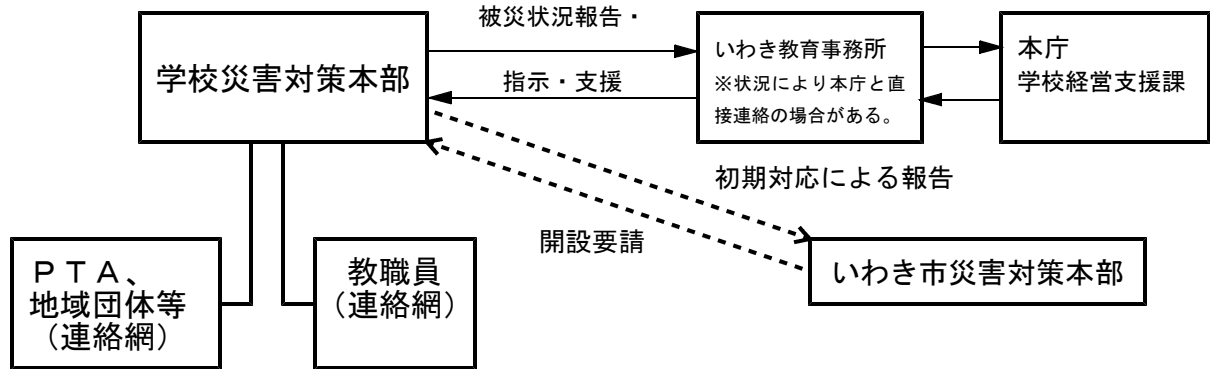 被災状況報告・
学校災害対策本部
指示・支援
いわき教育事務所
※状況により本庁と直
接連絡の場合がある。
本庁
学校経営支援課
初期対応による報告
開設要請
ＰＴＡ、
地域団体等
（連絡網）
教職員
（連絡網）
いわき市災害対策本部